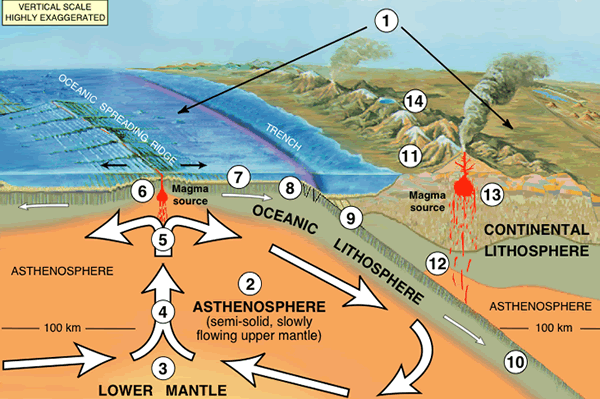 VERTICAL SCALE
HIGHLY EXAGGERATED
1
OCEANIC SPREADING RIDGE
TRENCH
14
11
6
Magma
source
7
8
9
Magma
source
13
5
OCEANIC
LITHOSPHERE
CONTINENTAL
LITHOSPHERE
12
ASTHENOSPHERE
2
ASTHENOSPHERE
(semi-solid, slowly
flowing upper mantle)
ASTHENOSPHERE
4
100 km
100 km
3
10
LOWER MANTLE